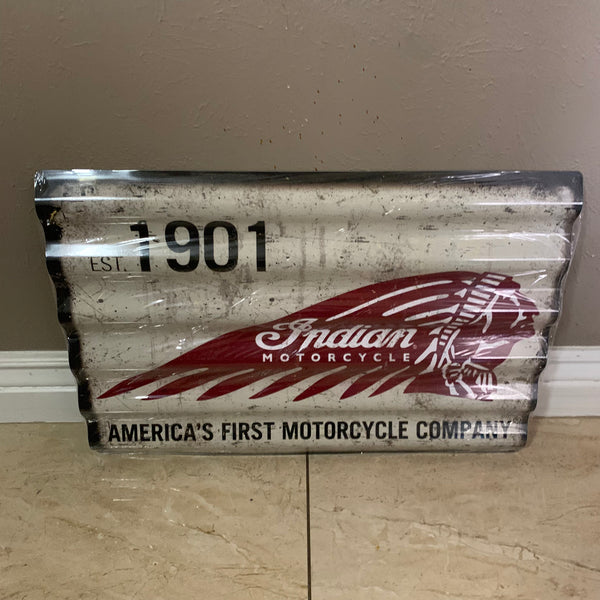 EST. 1901
Indian
MOTORCYCLE
AMERICA'S FIRST MOTORCYCLE COMPANY